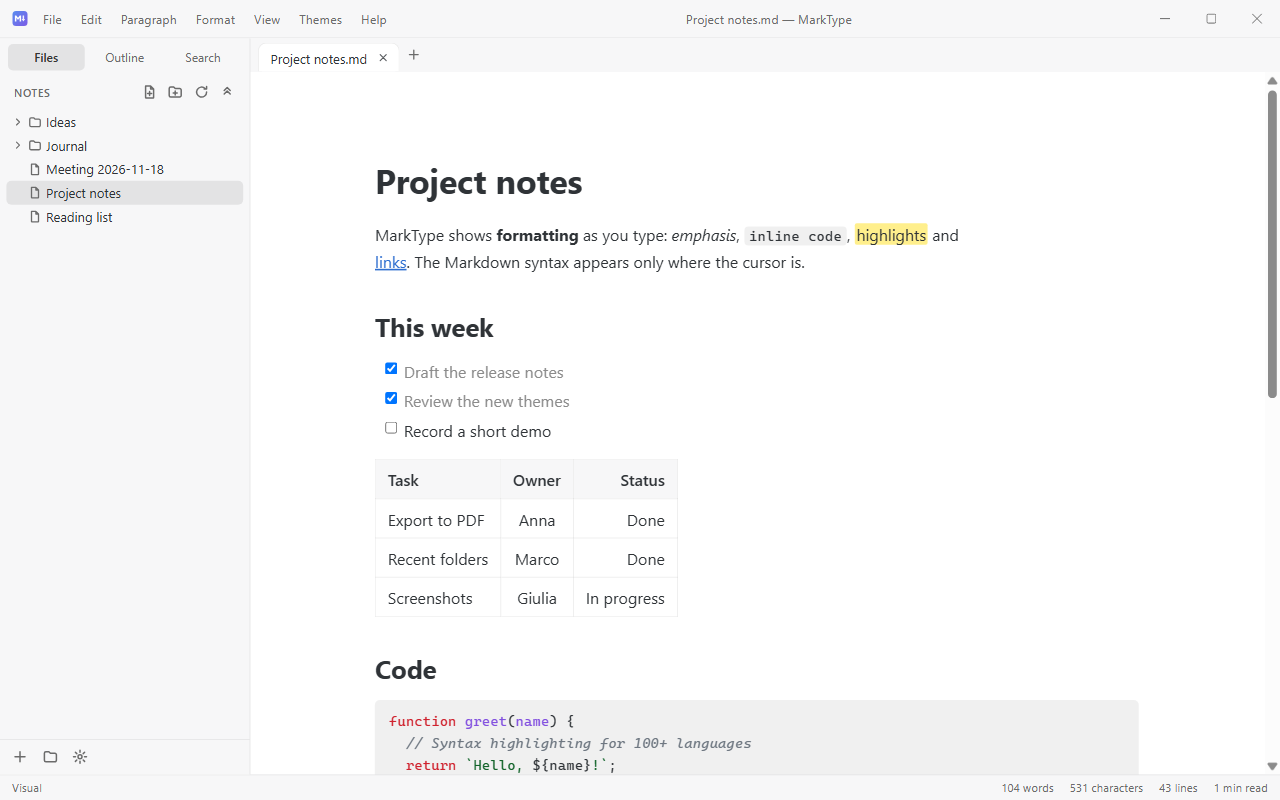 File Edit Paragraph Format View Themes Help
Project notes.md — MarkType
Files Outline Search
Project notes.md
NOTES
Ideas
Journal
Meeting 2026-11-18
Project notes
Reading list
Project notes
MarkType shows formatting as you type: emphasis, inline code, highlights and
links. The Markdown syntax appears only where the cursor is.
This week
Draft the release notes
Review the new themes
Record a short demo
Task Owner Status
Export to PDF Anna Done
Recent folders Marco Done
Screenshots Giulia In progress
Code
function greet(name) {
// Syntax highlighting for 100+ languages
return `Hello, ${name}!`;
Visual
104 words 531 characters 43 lines 1 min read